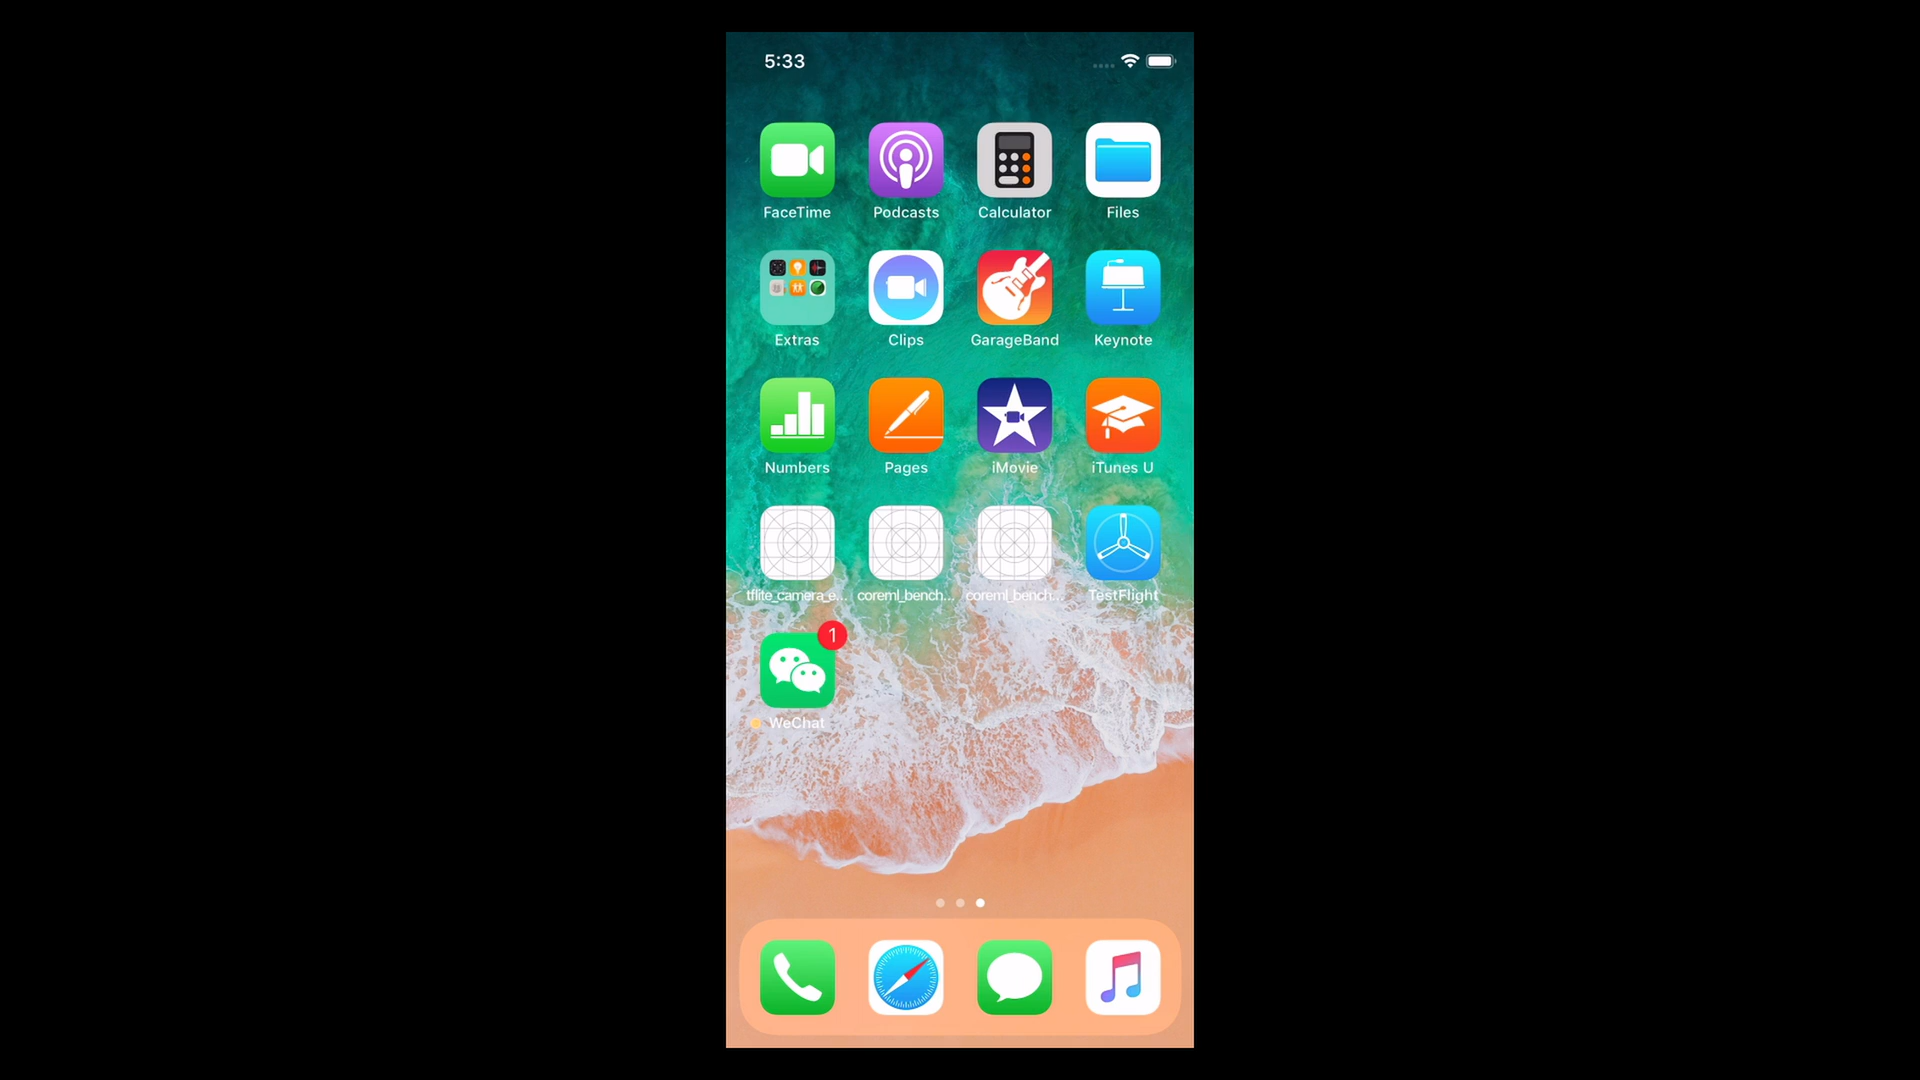 5:33
FaceTime Podcasts Calculator Files
Extras Clips GarageBand Keynote
Numbers Pages iMovie iTunes U
tflite_camera_e... coreml_bench... coreml_bench... TestFlight
1
WeChat